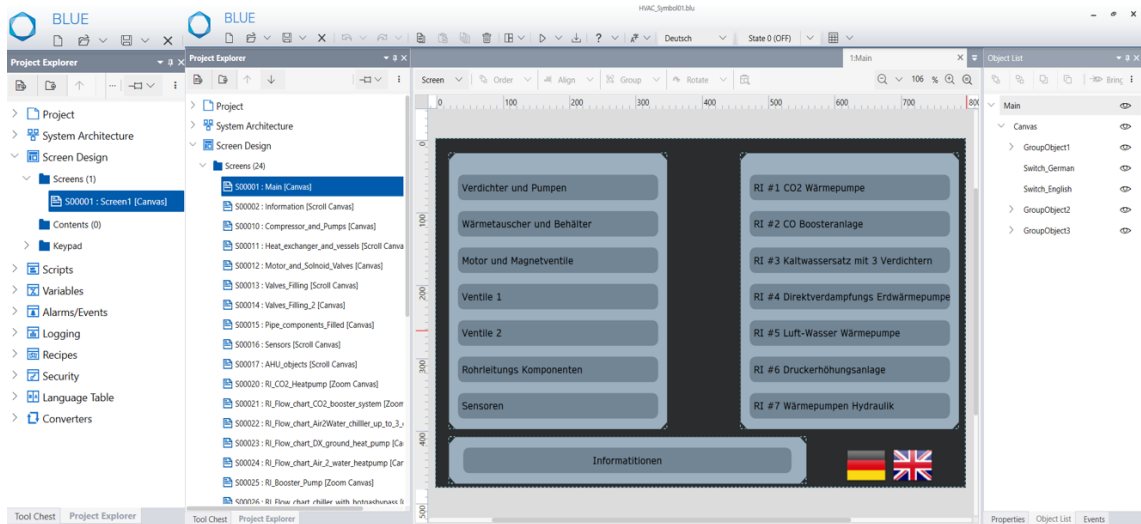 HVAC_Symbol01.blu
BLUE
Project Explorer
Project
System Architecture
Screen Design
Screens (1)
S00001 : Screen1 [Canvas]
Contents (0)
Keypad
Scripts
Variables
Alarms/Events
Logging
Recipes
Security
Language Table
Converters
Tool Chest Project Explorer
BLUE
Deutsch State 0 (OFF)
Project Explorer
Project
System Architecture
Screen Design
Screens (24)
S00001 : Main [Canvas]
S00002 : Information [Scroll Canvas]
S00010 : Compressor_and_Pumps [Canvas]
S00011 : Heat_exchanger_and_vessels [Scroll Canva
S00012 : Motor_and_Solnoid_Valves [Canvas]
S00013 : Valves_Filling [Scroll Canvas]
S00014 : Valves_Filling_2 [Canvas]
S00015 : Pipe_components_Filled [Canvas]
S00016 : Sensors [Scroll Canvas]
S00017 : AHU_objects [Scroll Canvas]
S00020 : RI_CO2_Heatpump [Zoom Canvas]
S00021 : RI_Flow_chart_CO2_booster_system [Zoom
S00022 : RI_Flow_chart_Air2Water_chilller_up_to_3_
S00023 : RI_Flow_chart_DX_ground_heat_pump [Ca
S00024 : RI_Flow_chart_Air_2_water_heatpump [Car
S00025 : RI_Booster_Pump [Zoom Canvas]
S00026 : RI_Flow_chart_chiller_with_hotgasbypass [
Tool Chest Project Explorer
1:Main
Screen Order Align Group Rotate 106 %
0 100 200 300 400 500 600 700 800
0
100
200
300
400
500
Verdichter und Pumpen
Wärmetauscher und Behälter
Motor und Magnetventile
Ventile 1
Ventile 2
Rohrleitungs Komponenten
Sensoren
RI #1 CO2 Wärmepumpe
RI #2 CO Boosteranlage
RI #3 Kaltwassersatz mit 3 Verdichtern
RI #4 Direktverdampfungs Erdwärmepumpe
RI #5 Luft-Wasser Wärmepumpe
RI #6 Druckerhöhungsanlage
RI #7 Wärmepumpen Hydraulik
Informatitionen
Object List
Bring
Main
Canvas
GroupObject1
Switch_German
Switch_English
GroupObject2
GroupObject3
Properties Object List Events